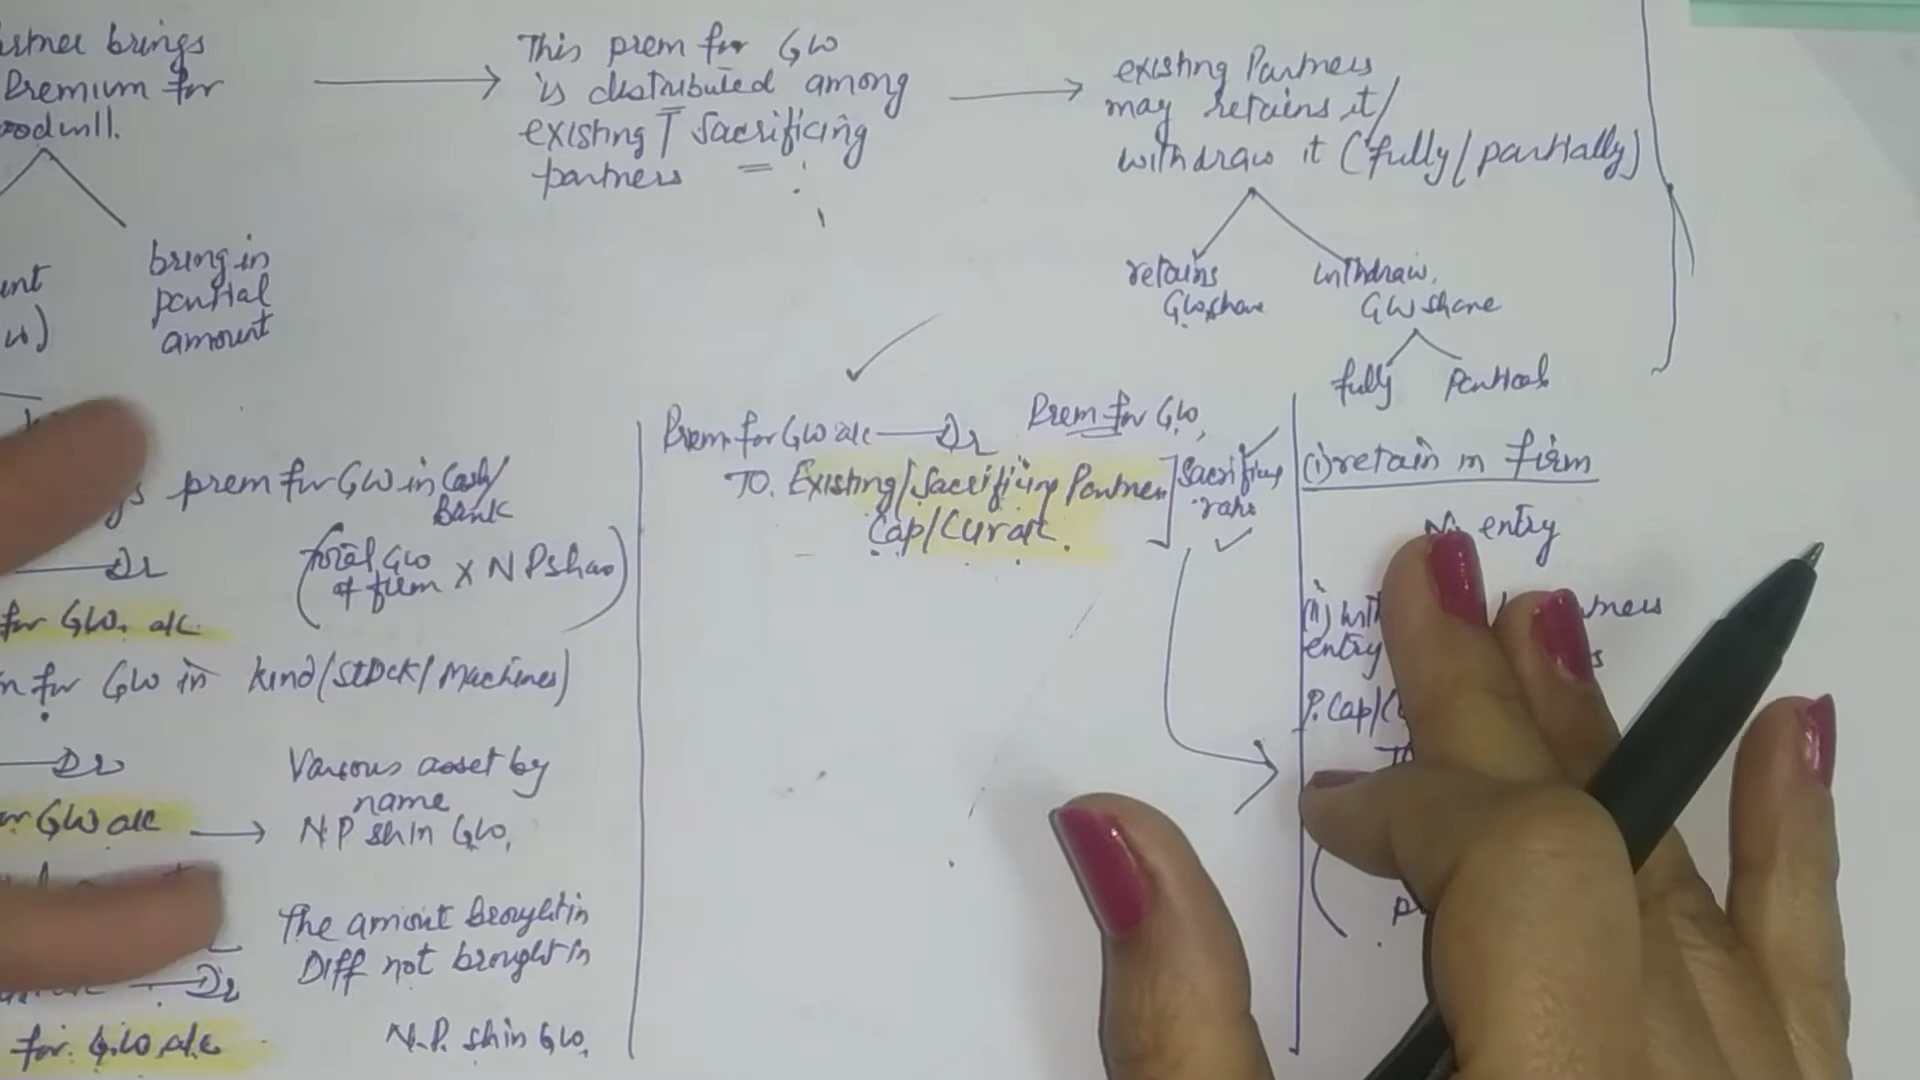 brings
Premium for
This prem for GW
is distributed among
existing / Sacrificing
partners
existing Partners
may retains it/
withdraw it (fully/partially)
bring in
partial
amount
retains
GW share
withdraw
GW share
fully
Partial
prem for GW in Cash/
Bank
Dr
(Total GW
of firm X N P Share)
for GW. a/c
for GW in kind (Stock/Machines)
Dr
Various asset by
name
GW a/c
N P sh in GW,
The amount brought in
Diff not brought in
Dr
for G.W. a/c
N.P. sh in GW,
Prem. for GW a/c Dr
TO. Existing/Sacrificing Partner
Cap/Cur a/c.
Prem for GW,
Sacrificing
ratio
(i) retain in firm
No entry
(ii)
entry
P. Cap/